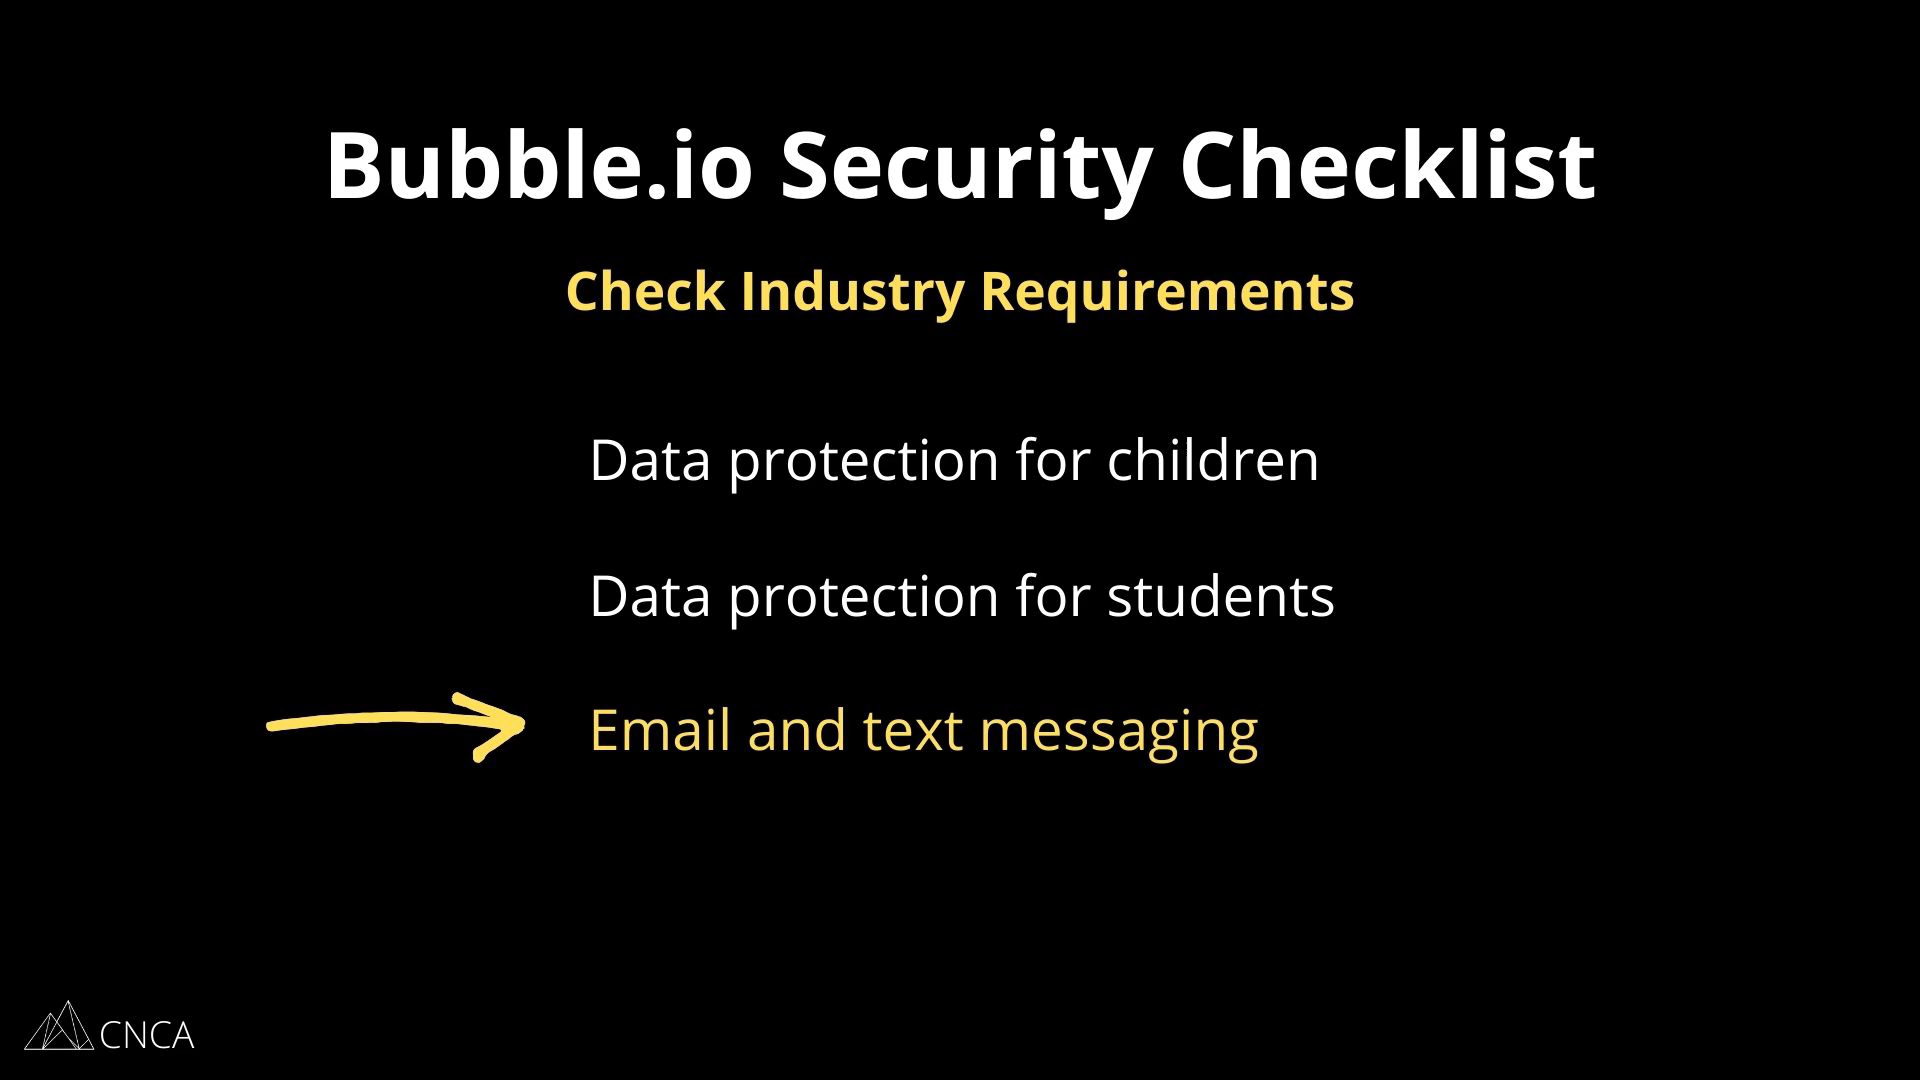 Bubble.io Security Checklist
Check Industry Requirements
Data protection for children
Data protection for students
Email and text messaging
CNCA